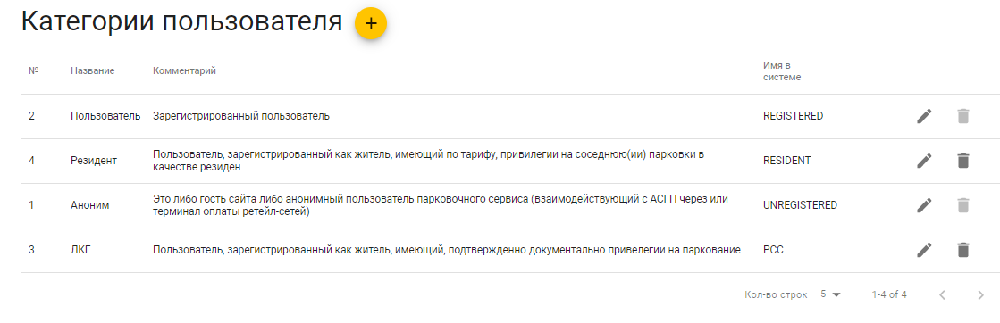 Категории пользователя +
№ Название Комментарий Имя в
системе
2 Пользователь Зарегистрированный пользователь REGISTERED
4 Резидент Пользователь, зарегистрированный как житель, имеющий по тарифу, привилегии на соседнюю(ии) парковки в
качестве резиден RESIDENT
1 Аноним Это либо гость сайта либо анонимный пользователь парковочного сервиса (взаимодействующий с АСГП через или
терминал оплаты ретейл-сетей) UNREGISTERED
3 ЛКГ Пользователь, зарегистрированный как житель, имеющий, подтвержденно документально привелегии на паркование PCC
Кол-во строк 5 1-4 of 4